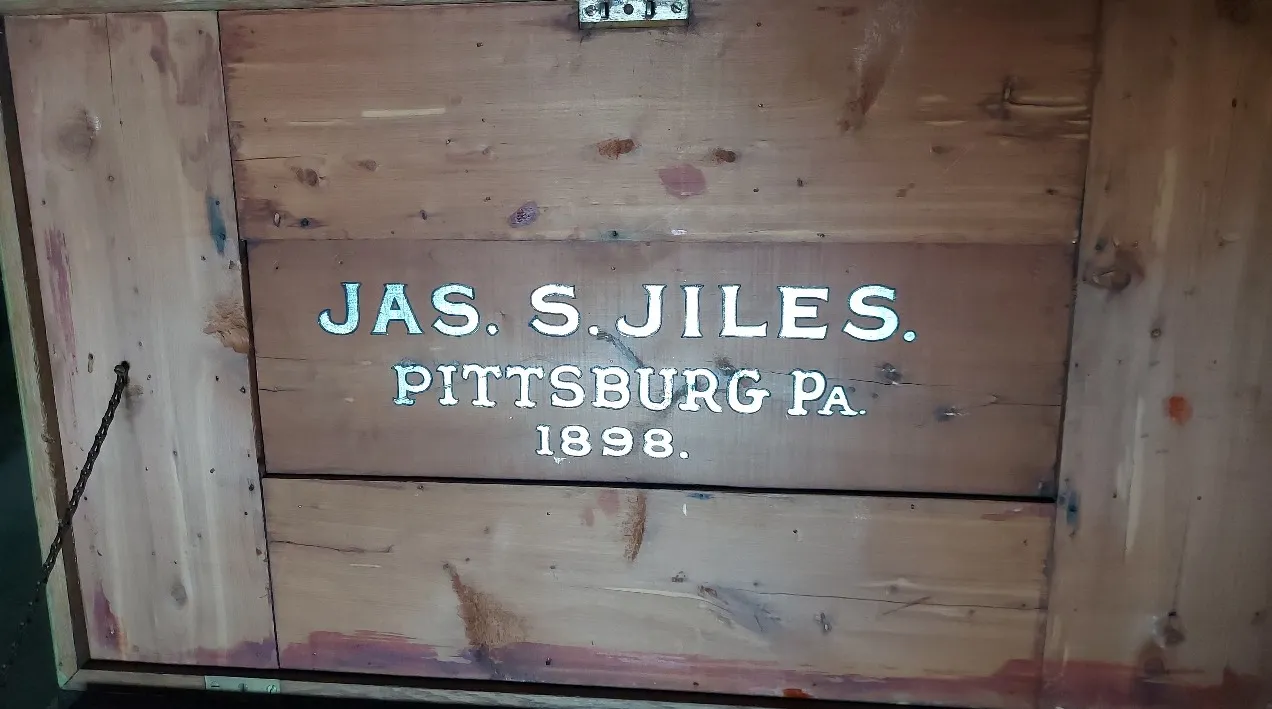 JAS. S. JILES.
PITTSBURG PA.
1898.